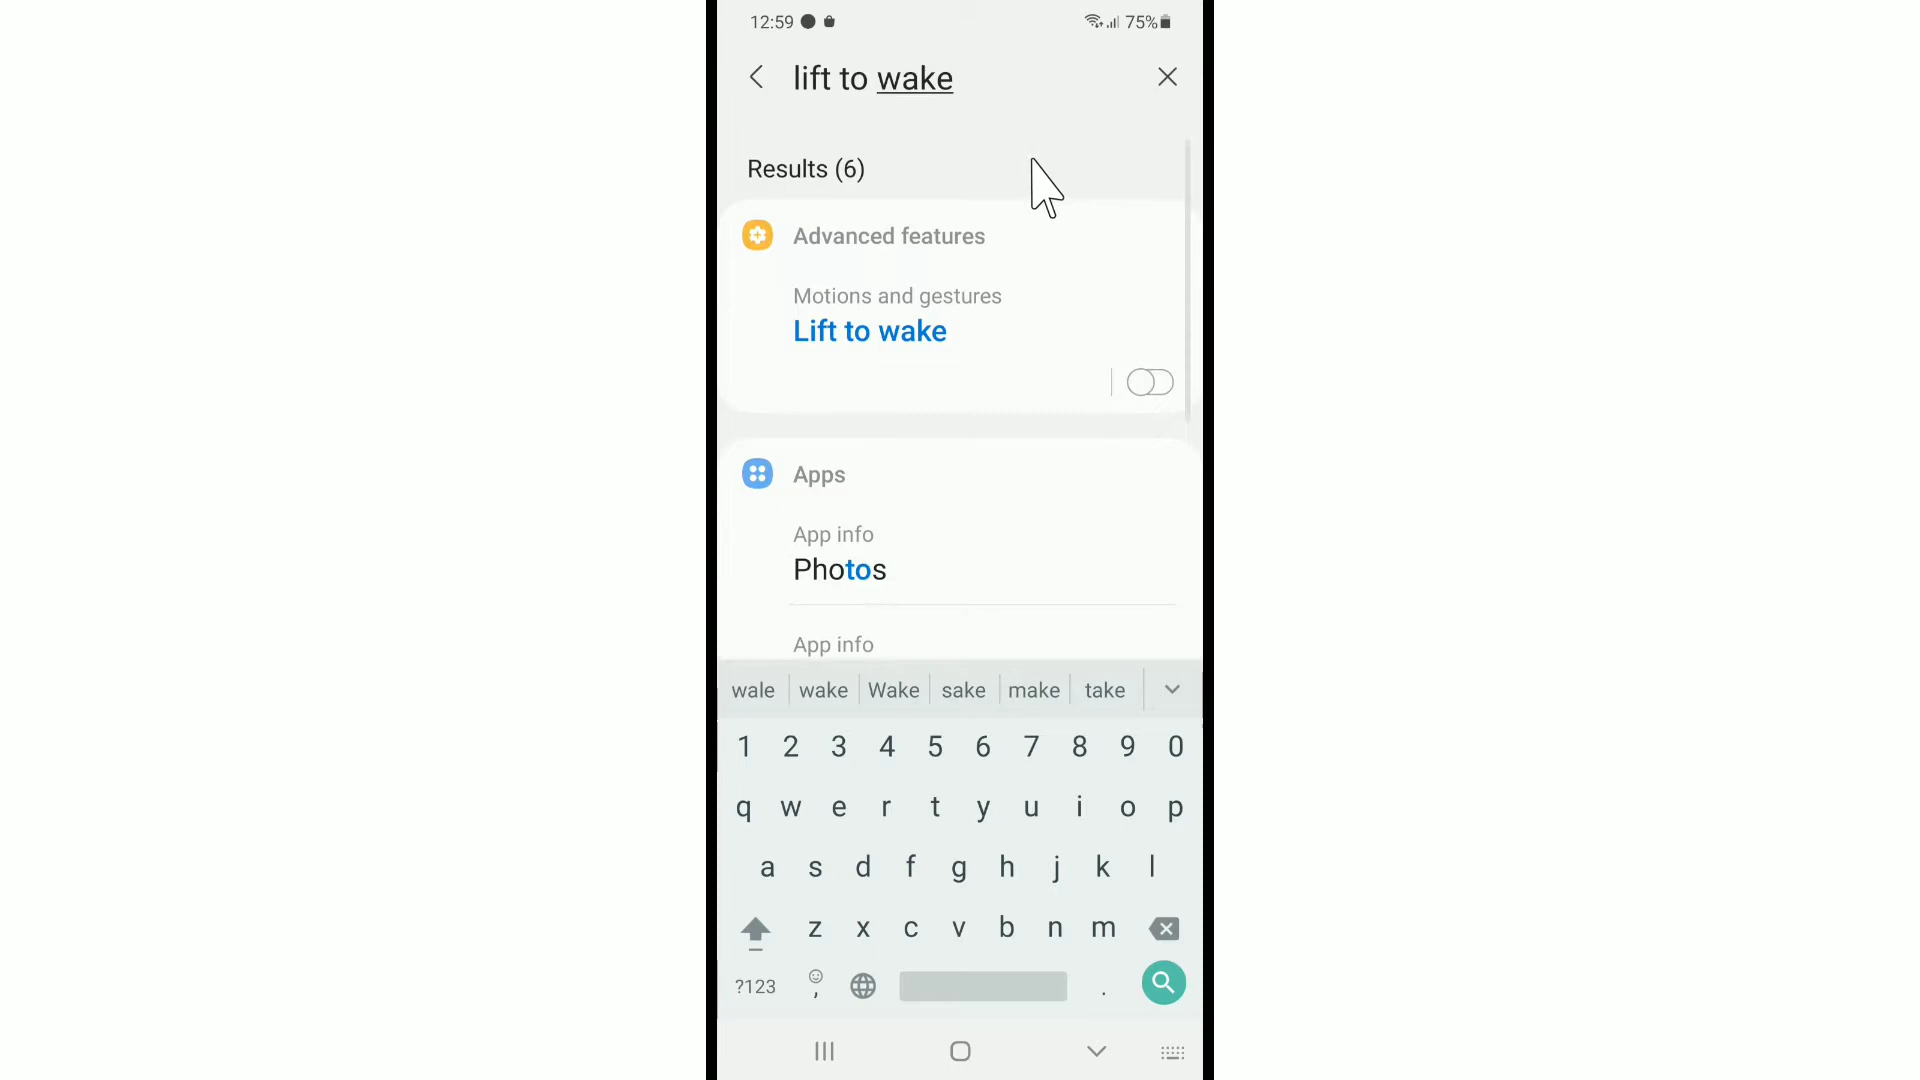 12:59 75%
lift to wake
Results (6)
Advanced features
Motions and gestures
Lift to wake
Apps
App info
Photos
App info
wale wake Wake sake make take
1 2 3 4 5 6 7 8 9 0
q w e r t y u i o p
a s d f g h j k l
z x c v b n m
?123 , .